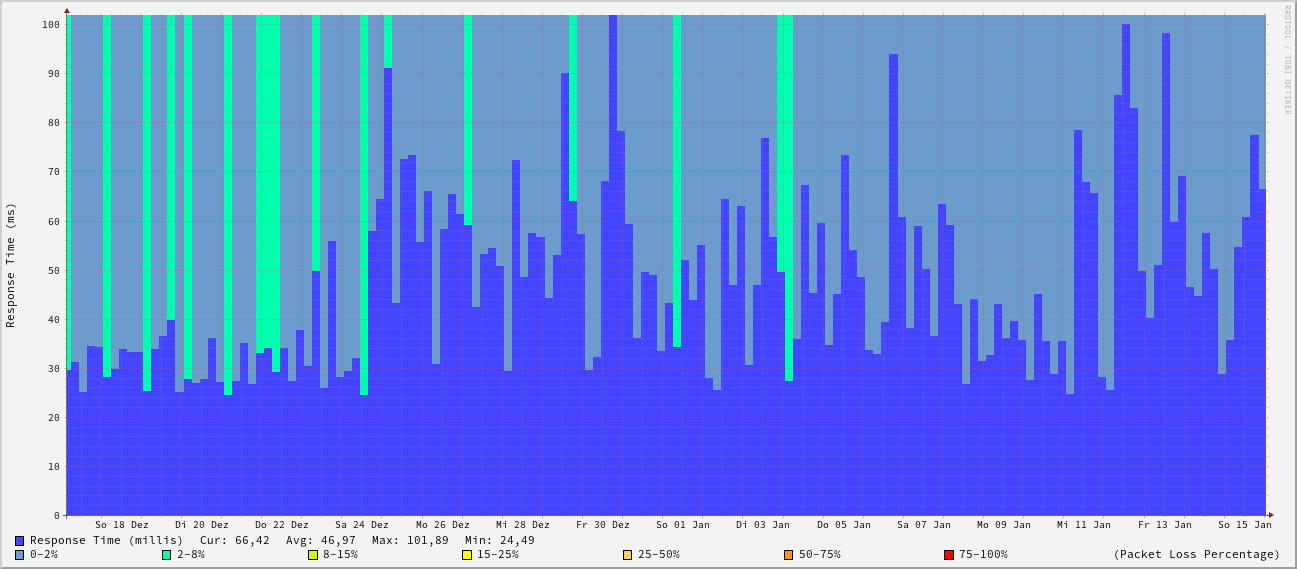 RRDTOOL / TOBI OETIKER
Response Time (ms)
100
90
80
70
60
50
40
30
20
10
0
So 18 Dez Di 20 Dez Do 22 Dez Sa 24 Dez Mo 26 Dez Mi 28 Dez Fr 30 Dez So 01 Jan Di 03 Jan Do 05 Jan Sa 07 Jan Mo 09 Jan Mi 11 Jan Fr 13 Jan So 15 Jan
Response Time (millis) Cur: 66,42 Avg: 46,97 Max: 101,89 Min: 24,49
0-2% 2-8% 8-15% 15-25% 25-50% 50-75% 75-100% (Packet Loss Percentage)